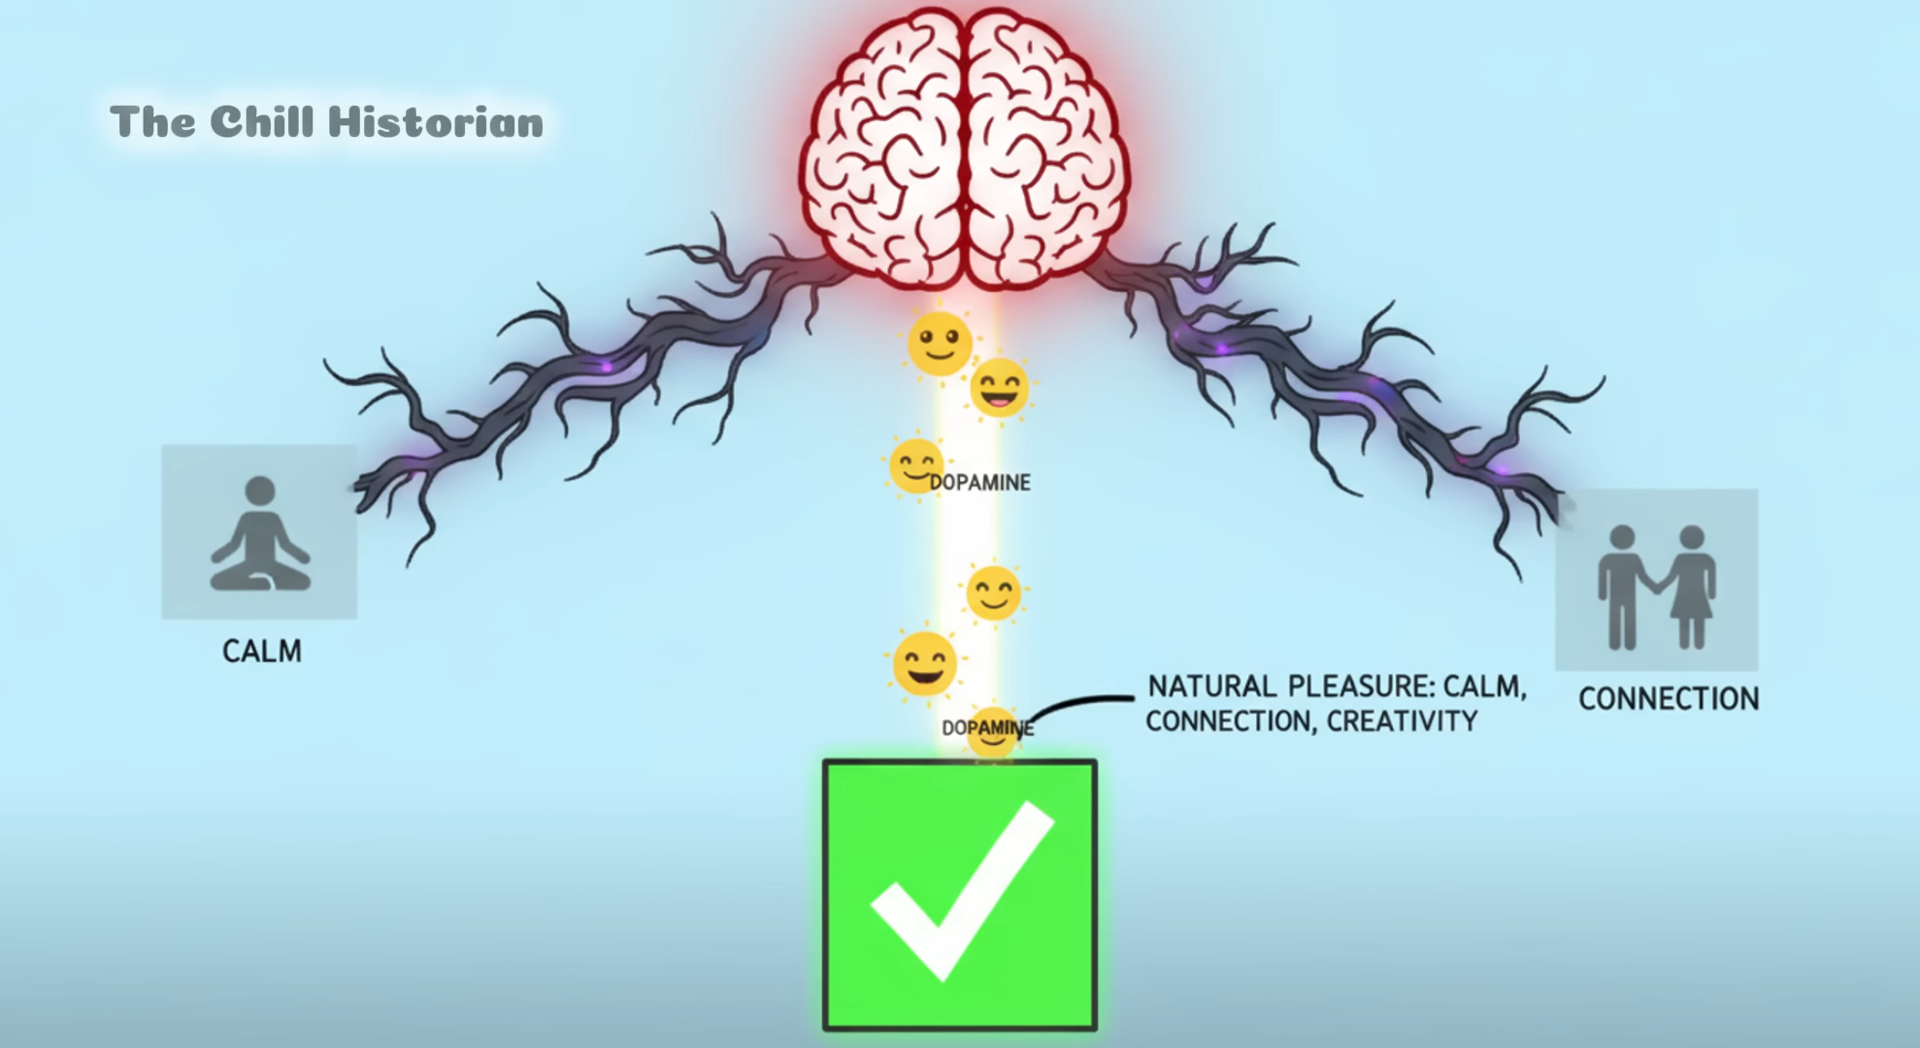 The Chill Historian
DOPAMINE
CALM
NATURAL PLEASURE: CALM,
CONNECTION, CREATIVITY
CONNECTION
DOPAMINE